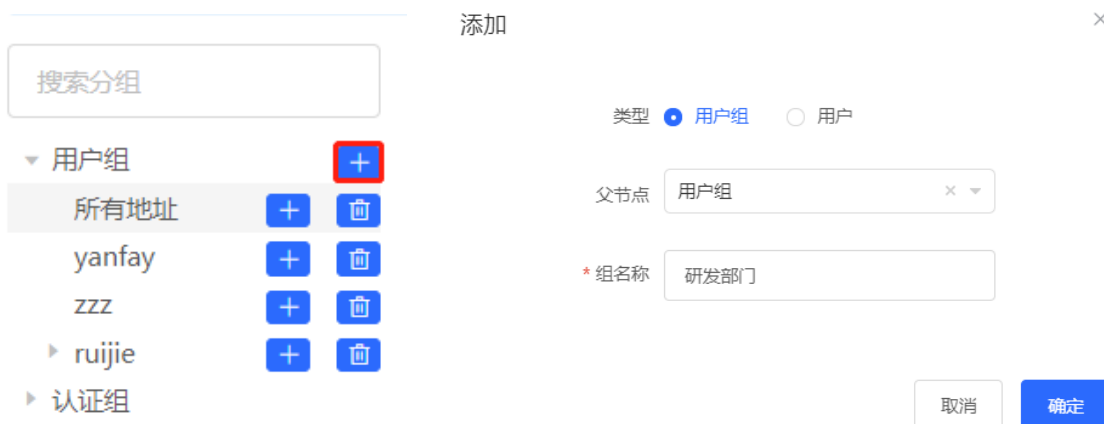 搜索分组
用户组
所有地址
yanfay
zzz
ruijie
认证组
添加
类型 用户组 用户
父节点 用户组
* 组名称 研发部门
取消 确定